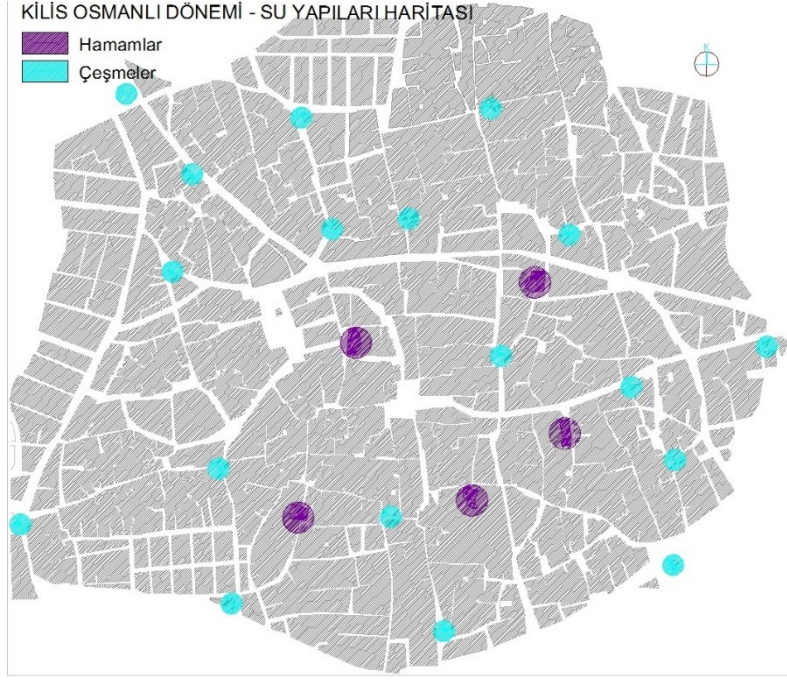 KİLİS OSMANLI DÖNEMİ - SU YAPILARI HARİTASI
Hamamlar
Çeşmeler
K